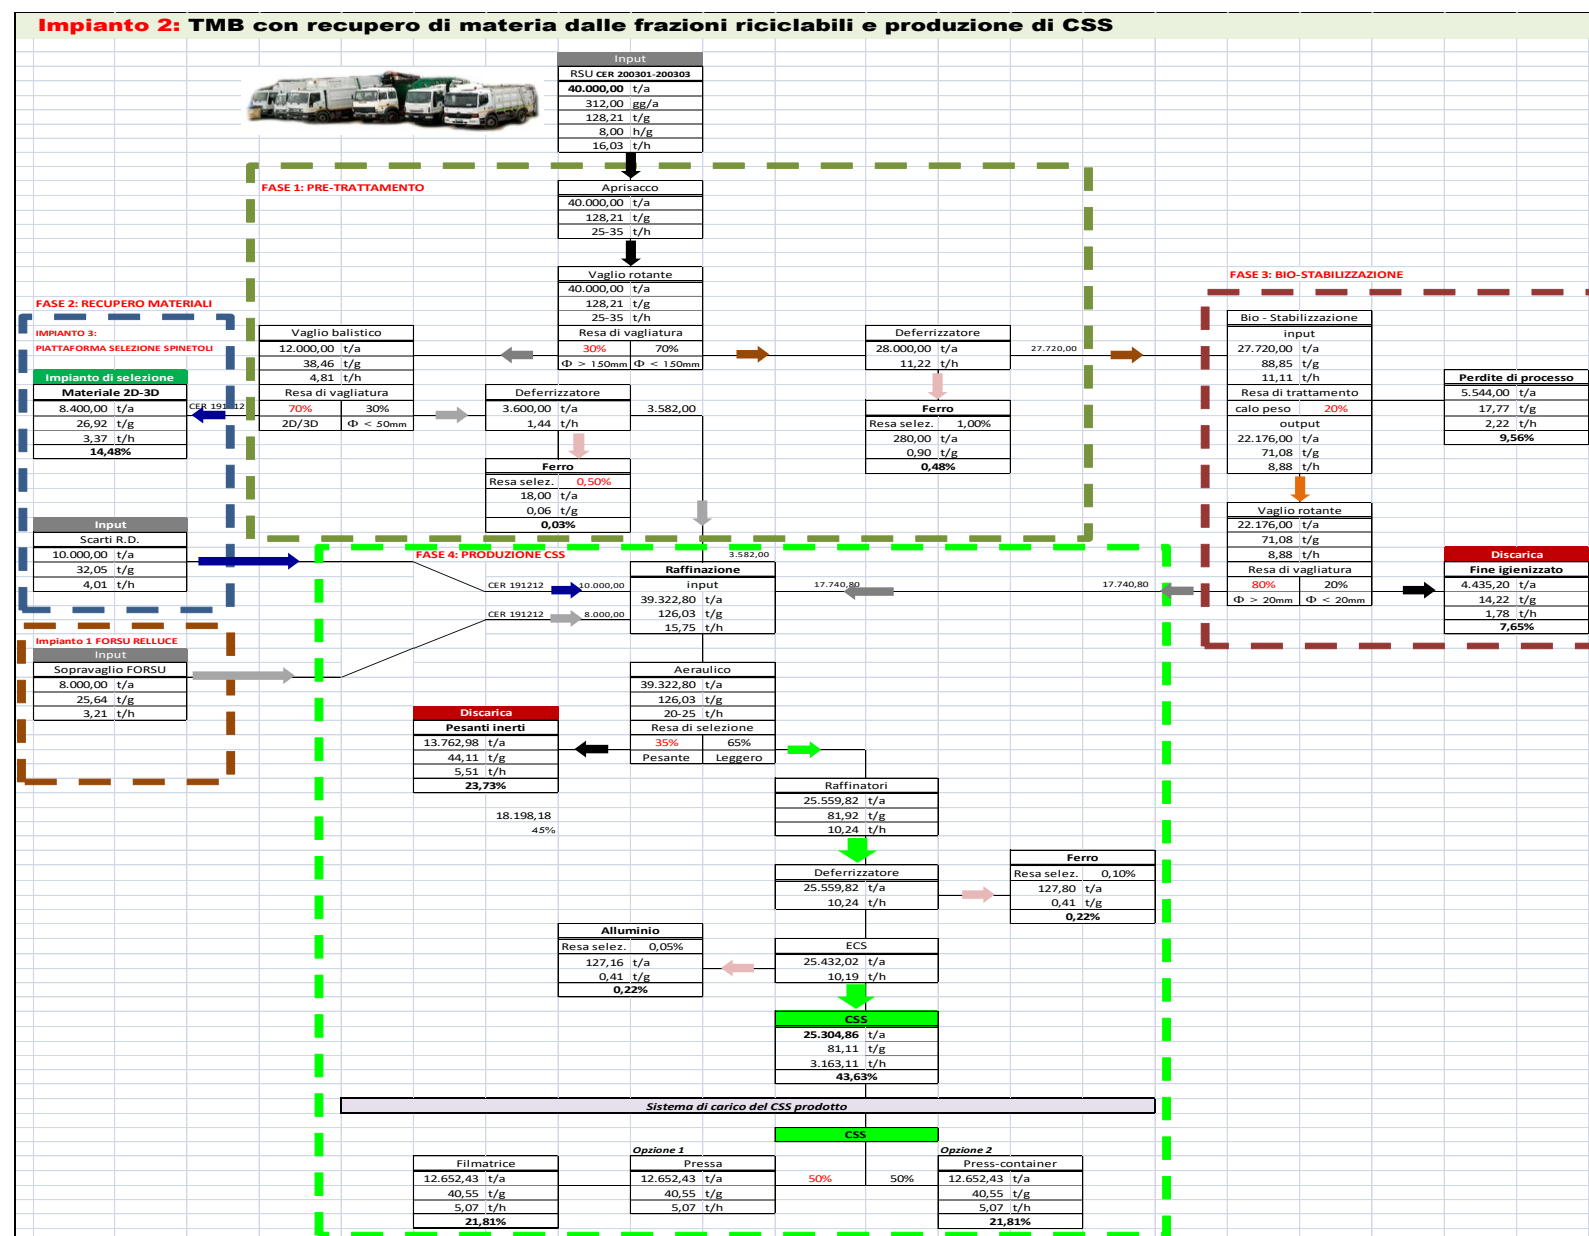 Impianto 2: TMB con recupero di materia dalle frazioni riciclabili e produzione di CSS
Input
RSU CER 200301-200303
40.000,00 t/a
312,00 gg/a
128,21 t/g
8,00 h/g
16,03 t/h
FASE 1: PRE-TRATTAMENTO
Aprisacco
40.000,00 t/a
128,21 t/g
25-35 t/h
Vaglio rotante
40.000,00 t/a
128,21 t/g
25-35 t/h
Resa di vagliatura
30% 70%
Φ > 150mm Φ < 150mm
Vaglio balistico
12.000,00 t/a
38,46 t/g
4,81 t/h
Resa di vagliatura
70% 30%
2D/3D Φ < 50mm
Deferrizzatore
3.600,00 t/a
1,44 t/h
3.582,00
Ferro
Resa selez. 0,50%
18,00 t/a
0,06 t/g
0,03%
Deferrizzatore
28.000,00 t/a
11,22 t/h
27.720,00
Ferro
Resa selez. 1,00%
280,00 t/a
0,90 t/g
0,48%
FASE 2: RECUPERO MATERIALI
IMPIANTO 3:
PIATTAFORMA SELEZIONE SPINETOLI
Impianto di selezione
Materiale 2D-3D
8.400,00 t/a
26,92 t/g
3,37 t/h
14,48%
CER 191212
Input
Scarti R.D.
10.000,00 t/a
32,05 t/g
4,01 t/h
Impianto 1 FORSU RELLUCE
Input
Sopravaglio FORSU
8.000,00 t/a
25,64 t/g
3,21 t/h
FASE 3: BIO-STABILIZZAZIONE
Bio - Stabilizzazione
input
27.720,00 t/a
88,85 t/g
11,11 t/h
Resa di trattamento
calo peso 20%
output
22.176,00 t/a
71,08 t/g
8,88 t/h
Perdite di processo
5.544,00 t/a
17,77 t/g
2,22 t/h
9,56%
Vaglio rotante
22.176,00 t/a
71,08 t/g
8,88 t/h
Resa di vagliatura
80% 20%
Φ > 20mm Φ < 20mm
Discarica
Fine igienizzato
4.435,20 t/a
14,22 t/g
1,78 t/h
7,65%
FASE 4: PRODUZIONE CSS
3.582,00
CER 191212 10.000,00
CER 191212 8.000,00
17.740,80
17.740,80
Raffinazione
input
39.322,80 t/a
126,03 t/g
15,75 t/h
Aeraulico
39.322,80 t/a
126,03 t/g
20-25 t/h
Resa di selezione
35% 65%
Pesante Leggero
Discarica
Pesanti inerti
13.762,98 t/a
44,11 t/g
5,51 t/h
23,73%
18.198,18
45%
Raffinatori
25.559,82 t/a
81,92 t/g
10,24 t/h
Deferrizzatore
25.559,82 t/a
10,24 t/h
Ferro
Resa selez. 0,10%
127,80 t/a
0,41 t/g
0,22%
Alluminio
Resa selez. 0,05%
127,16 t/a
0,41 t/g
0,22%
ECS
25.432,02 t/a
10,19 t/h
CSS
25.304,86 t/a
81,11 t/g
3.163,11 t/h
43,63%
Sistema di carico del CSS prodotto
CSS
Filmatrice
12.652,43 t/a
40,55 t/g
5,07 t/h
21,81%
Opzione 1
Pressa
12.652,43 t/a
40,55 t/g
5,07 t/h
50% 50%
Opzione 2
Press-container
12.652,43 t/a
40,55 t/g
5,07 t/h
21,81%